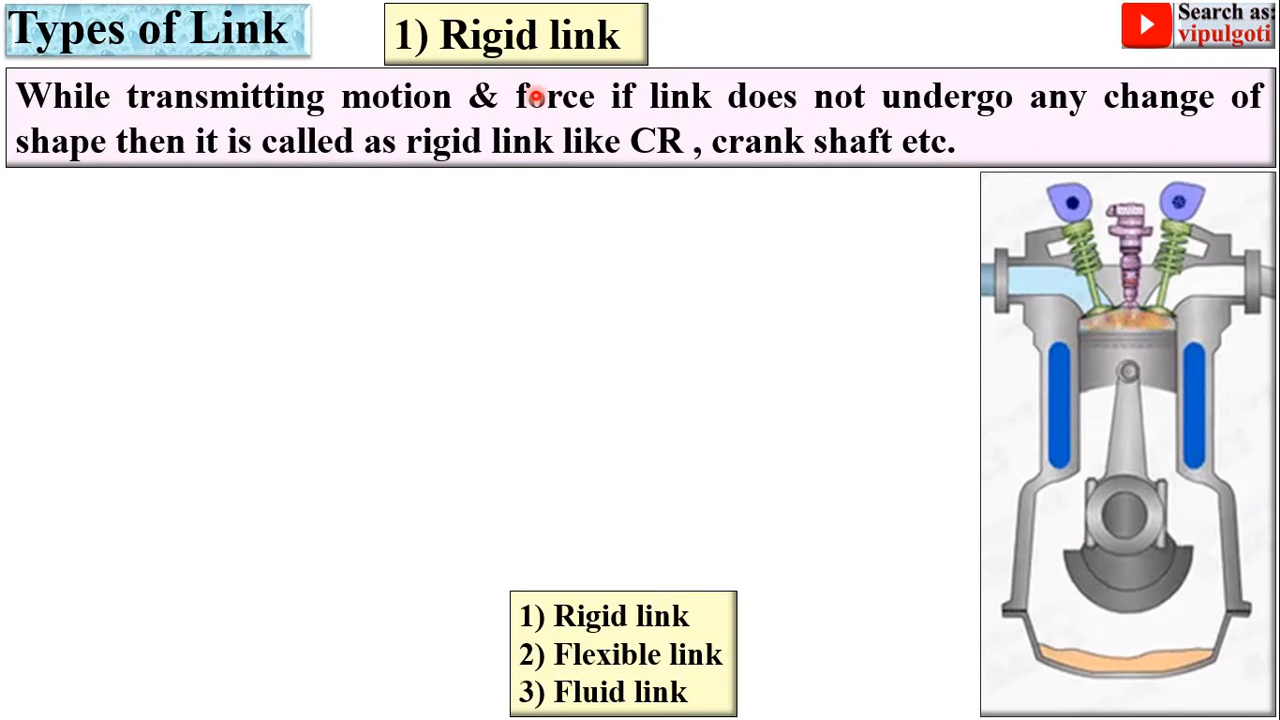 Types of Link
1) Rigid link
Search as:
vipulgoti
While transmitting motion & force if link does not undergo any change of
shape then it is called as rigid link like CR , crank shaft etc.
1) Rigid link
2) Flexible link
3) Fluid link